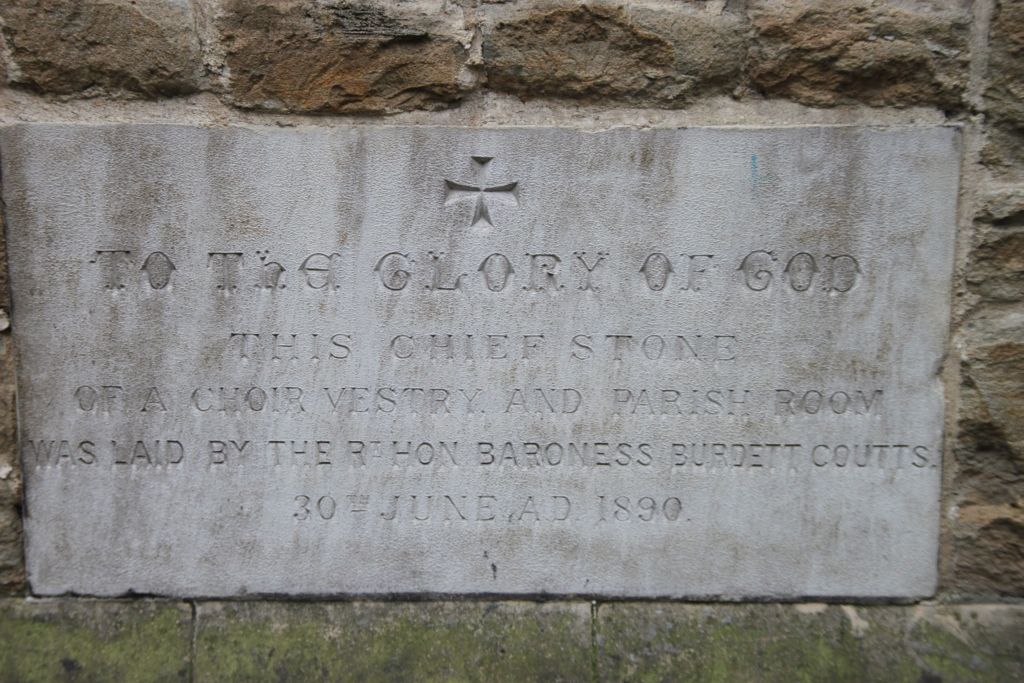 TO ThE GLORY OF GOD
THIS CHIEF STONE
OF A CHOIR VESTRY. AND PARISH ROOM
WAS LAID BY THE RT HON BARONESS BURDETT COUTTS.
30TH JUNE, A.D. 1890.